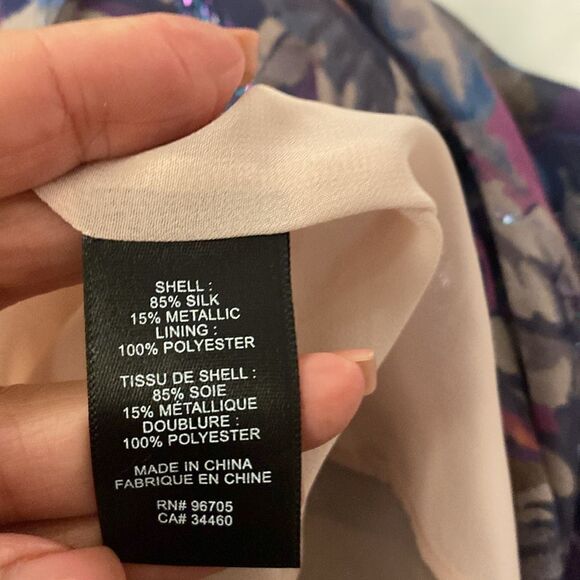 SHELL :
85% SILK
15% METALLIC
LINING :
100% POLYESTER
TISSU DE SHELL :
85% SOIE
15% MÉTALLIQUE
DOUBLURE :
100% POLYESTER
MADE IN CHINA
FABRIQUE EN CHINE
RN# 96705
CA# 34460